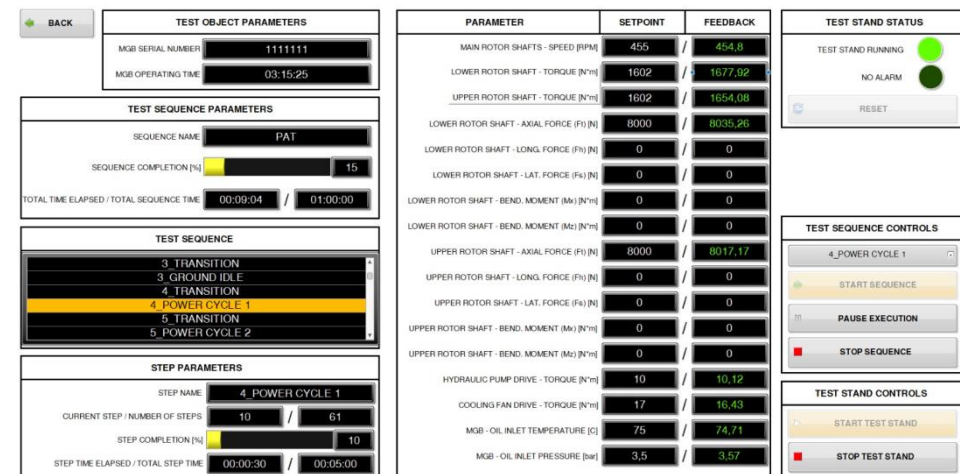 BACK
TEST OBJECT PARAMETERS
MGB SERIAL NUMBER 1111111
MGB OPERATING TIME 03:15:25
TEST SEQUENCE PARAMETERS
SEQUENCE NAME PAT
SEQUENCE COMPLETION [%] 15
TOTAL TIME ELAPSED / TOTAL SEQUENCE TIME 00:09:04 / 01:00:00
TEST SEQUENCE
3_TRANSITION
3_GROUND IDLE
4_TRANSITION
4_POWER CYCLE 1
5_TRANSITION
5_POWER CYCLE 2
STEP PARAMETERS
STEP NAME 4_POWER CYCLE 1
CURRENT STEP / NUMBER OF STEPS 10 / 61
STEP COMPLETION [%] 10
STEP TIME ELAPSED / TOTAL STEP TIME 00:00:30 / 00:05:00
PARAMETER SETPOINT FEEDBACK
MAIN ROTOR SHAFTS - SPEED [RPM] 455 / 454,8
LOWER ROTOR SHAFT - TORQUE [N*m] 1602 / 1677,92
UPPER ROTOR SHAFT - TORQUE [N*m] 1602 / 1654,08
LOWER ROTOR SHAFT - AXIAL FORCE (Ft) [N] 8000 / 8035,26
LOWER ROTOR SHAFT - LONG. FORCE (Fh) [N] 0 / 0
LOWER ROTOR SHAFT - LAT. FORCE (Fs) [N] 0 / 0
LOWER ROTOR SHAFT - BEND. MOMENT (Mx) [N*m] 0 / 0
LOWER ROTOR SHAFT - BEND. MOMENT (Mz) [N*m] 0 / 0
UPPER ROTOR SHAFT - AXIAL FORCE (Ft) [N] 8000 / 8017,17
UPPER ROTOR SHAFT - LONG. FORCE (Fh) [N] 0 / 0
UPPER ROTOR SHAFT - LAT. FORCE (Fs) [N] 0 / 0
UPPER ROTOR SHAFT - BEND. MOMENT (Mx) [N*m] 0 / 0
UPPER ROTOR SHAFT - BEND. MOMENT (Mz) [N*m] 0 / 0
HYDRAULIC PUMP DRIVE - TORQUE [N*m] 10 / 10,12
COOLING FAN DRIVE - TORQUE [N*m] 17 / 16,43
MGB - OIL INLET TEMPERATURE [C] 75 / 74,71
MGB - OIL INLET PRESSURE [bar] 3,5 / 3,57
TEST STAND STATUS
TEST STAND RUNNING
NO ALARM
RESET
TEST SEQUENCE CONTROLS
4_POWER CYCLE 1
START SEQUENCE
PAUSE EXECUTION
STOP SEQUENCE
TEST STAND CONTROLS
START TEST STAND
STOP TEST STAND